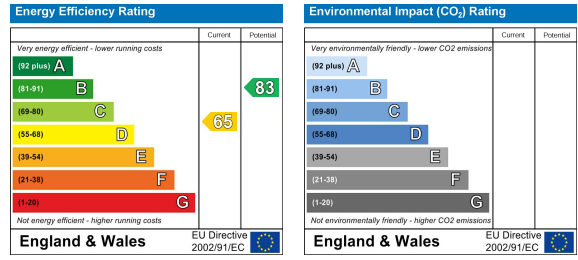 Energy Efficiency Rating
Current Potential
Very energy efficient - lower running costs
(92 plus) A
(81-91) B
83
(69-80) C
65
(55-68) D
(39-54) E
(21-38) F
(1-20) G
Not energy efficient - higher running costs
England & Wales
EU Directive
2002/91/EC
Environmental Impact (CO2) Rating
Current Potential
Very environmentally friendly - lower CO2 emissions
(92 plus) A
(81-91) B
(69-80) C
(55-68) D
(39-54) E
(21-38) F
(1-20) G
Not environmentally friendly - higher CO2 emissions
England & Wales
EU Directive
2002/91/EC